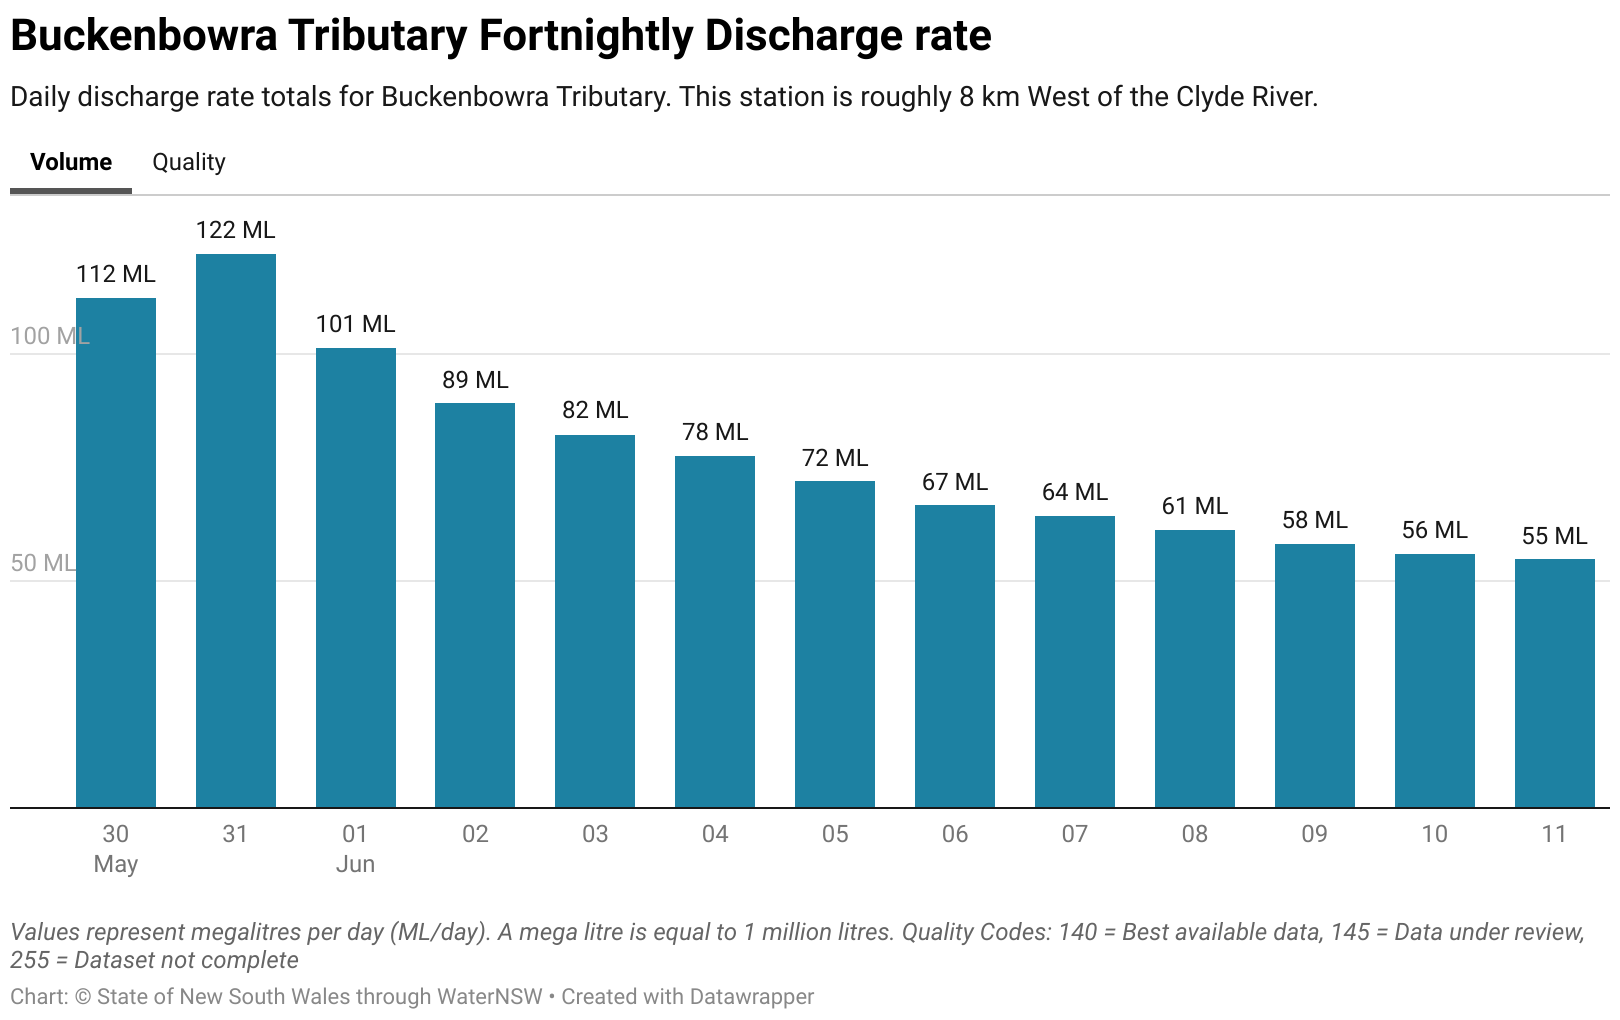 Buckenbowra Tributary Fortnightly Discharge rate
Daily discharge rate totals for Buckenbowra Tributary. This station is roughly 8 km West of the Clyde River.
Volume Quality
122 ML
112 ML
101 ML
100 ML
89 ML
82 ML
78 ML
72 ML
67 ML
64 ML
61 ML
58 ML
56 ML
55 ML
50 ML
30 31 01 02 03 04 05 06 07 08 09 10 11
May Jun
Values represent megalitres per day (ML/day). A mega litre is equal to 1 million litres. Quality Codes: 140 = Best available data, 145 = Data under review,
255 = Dataset not complete
Chart: © State of New South Wales through WaterNSW • Created with Datawrapper